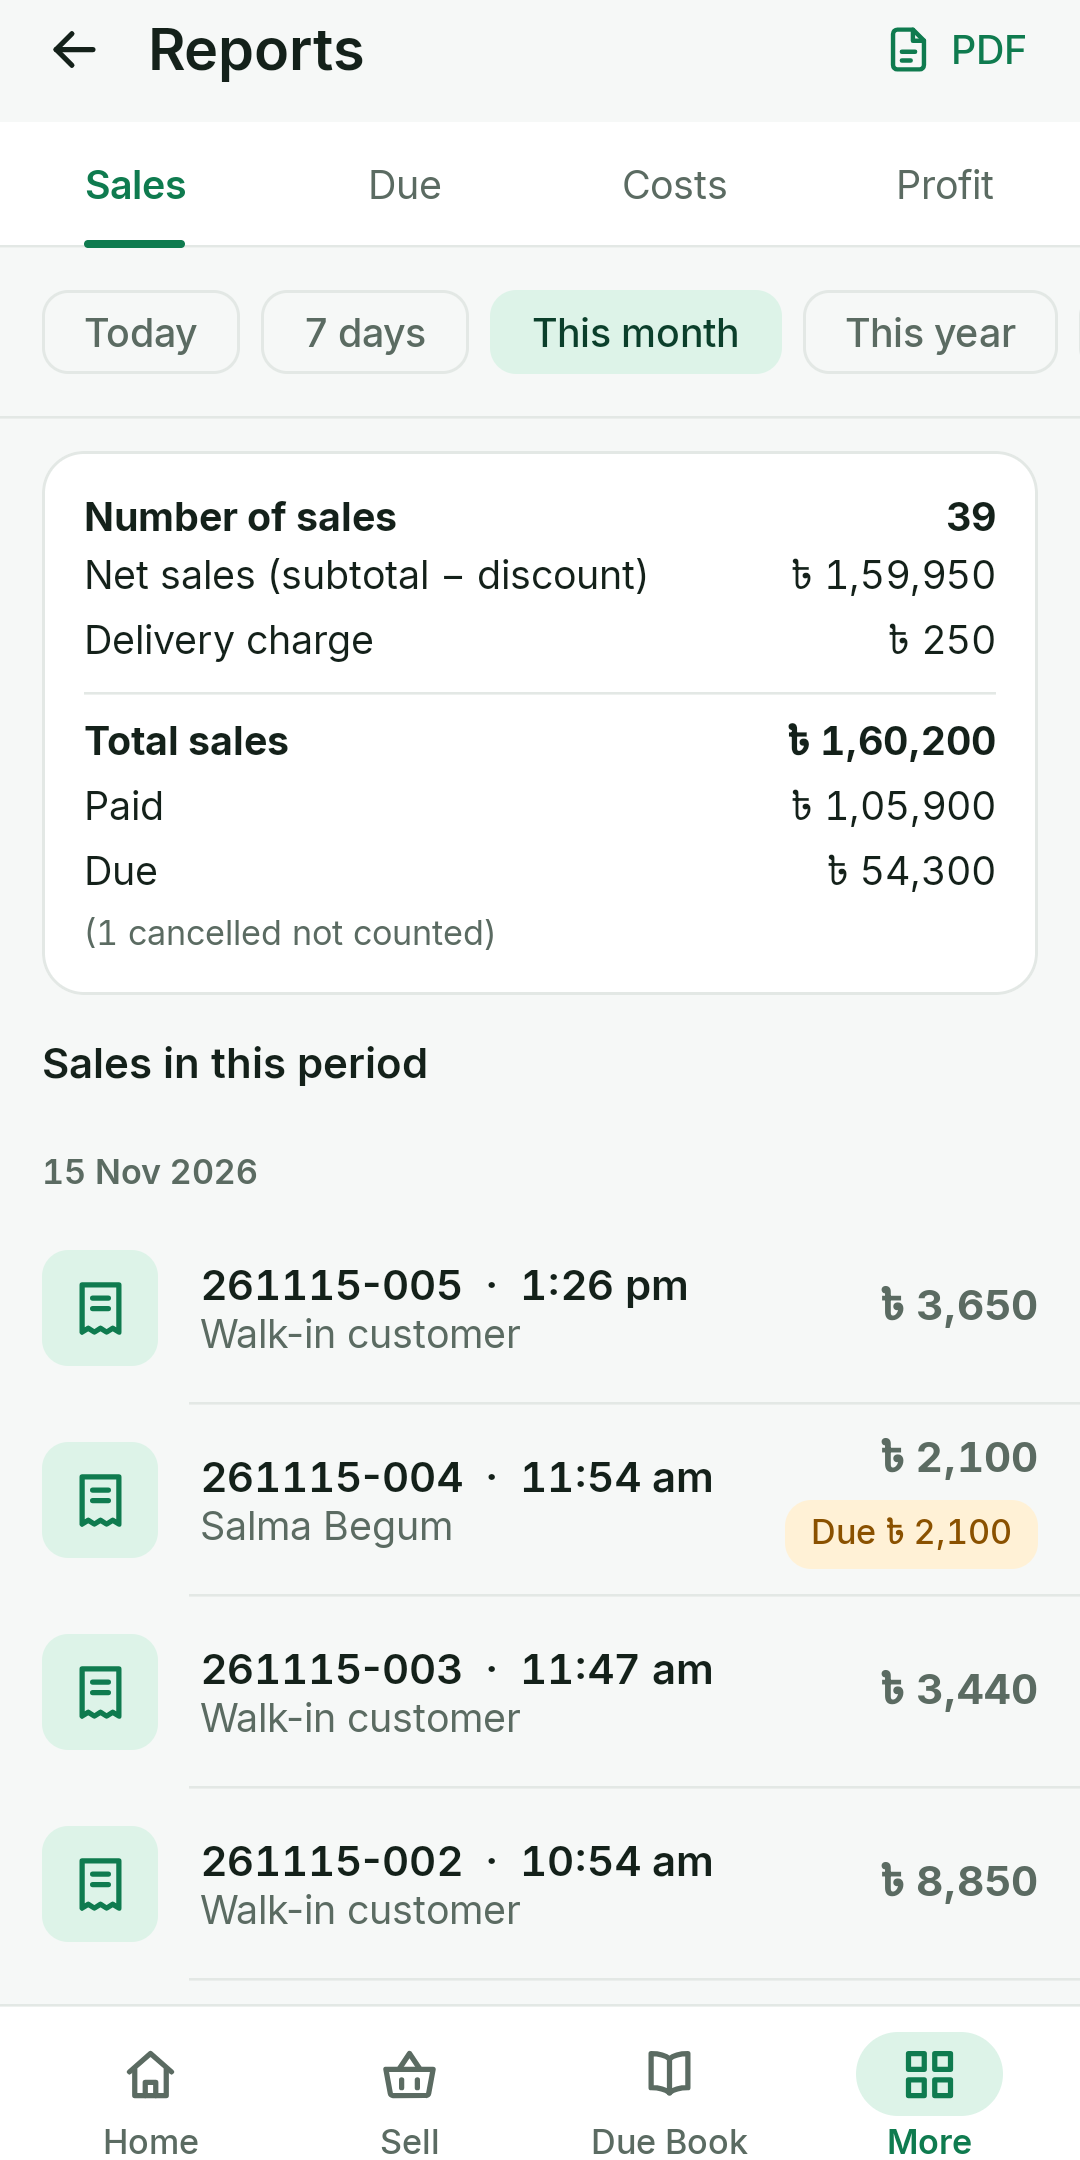 Reports
PDF
Sales Due Costs Profit
Today 7 days This month This year
Number of sales 39
Net sales (subtotal – discount) ৳ 1,59,950
Delivery charge ৳ 250
Total sales ৳ 1,60,200
Paid ৳ 1,05,900
Due ৳ 54,300
(1 cancelled not counted)
Sales in this period
15 Nov 2026
261115-005 · 1:26 pm
Walk-in customer
৳ 3,650
261115-004 · 11:54 am
Salma Begum
৳ 2,100
Due ৳ 2,100
261115-003 · 11:47 am
Walk-in customer
৳ 3,440
261115-002 · 10:54 am
Walk-in customer
৳ 8,850
Home Sell Due Book More